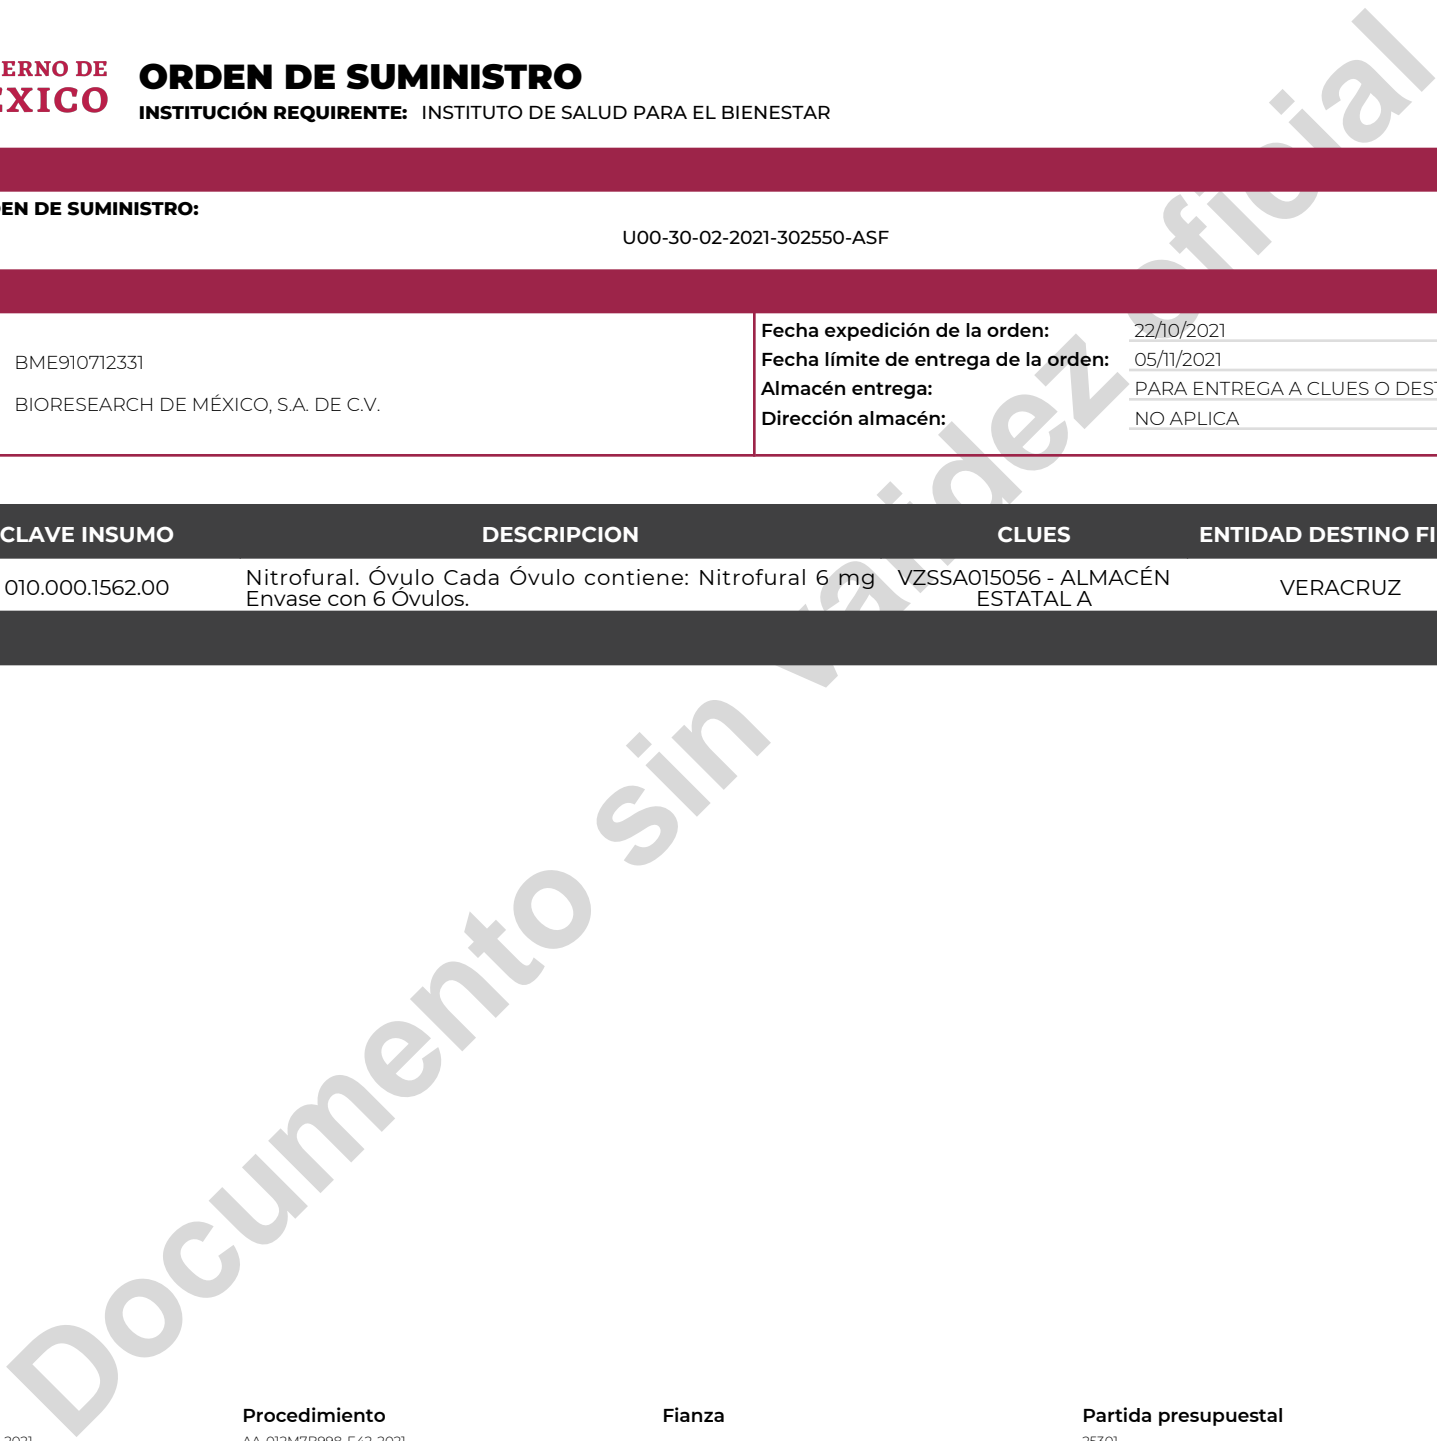 ERNO DE
EXICO
ORDEN DE SUMINISTRO
INSTITUCIÓN REQUIRENTE: INSTITUTO DE SALUD PARA EL BIENESTAR
EN DE SUMINISTRO:
U00-30-02-2021-302550-ASF
BME910712331
BIORESEARCH DE MÉXICO, S.A. DE C.V.
Fecha expedición de la orden: 22/10/2021
Fecha límite de entrega de la orden: 05/11/2021
Almacén entrega: PARA ENTREGA A CLUES O DEST
Dirección almacén: NO APLICA
CLAVE INSUMO DESCRIPCION CLUES ENTIDAD DESTINO FI
010.000.1562.00 Nitrofural. Óvulo Cada Óvulo contiene: Nitrofural 6 mg Envase con 6 Óvulos. VZSSA015056 - ALMACÉN ESTATAL A VERACRUZ
Documento sin validez oficial
Procedimiento Fianza Partida presupuestal